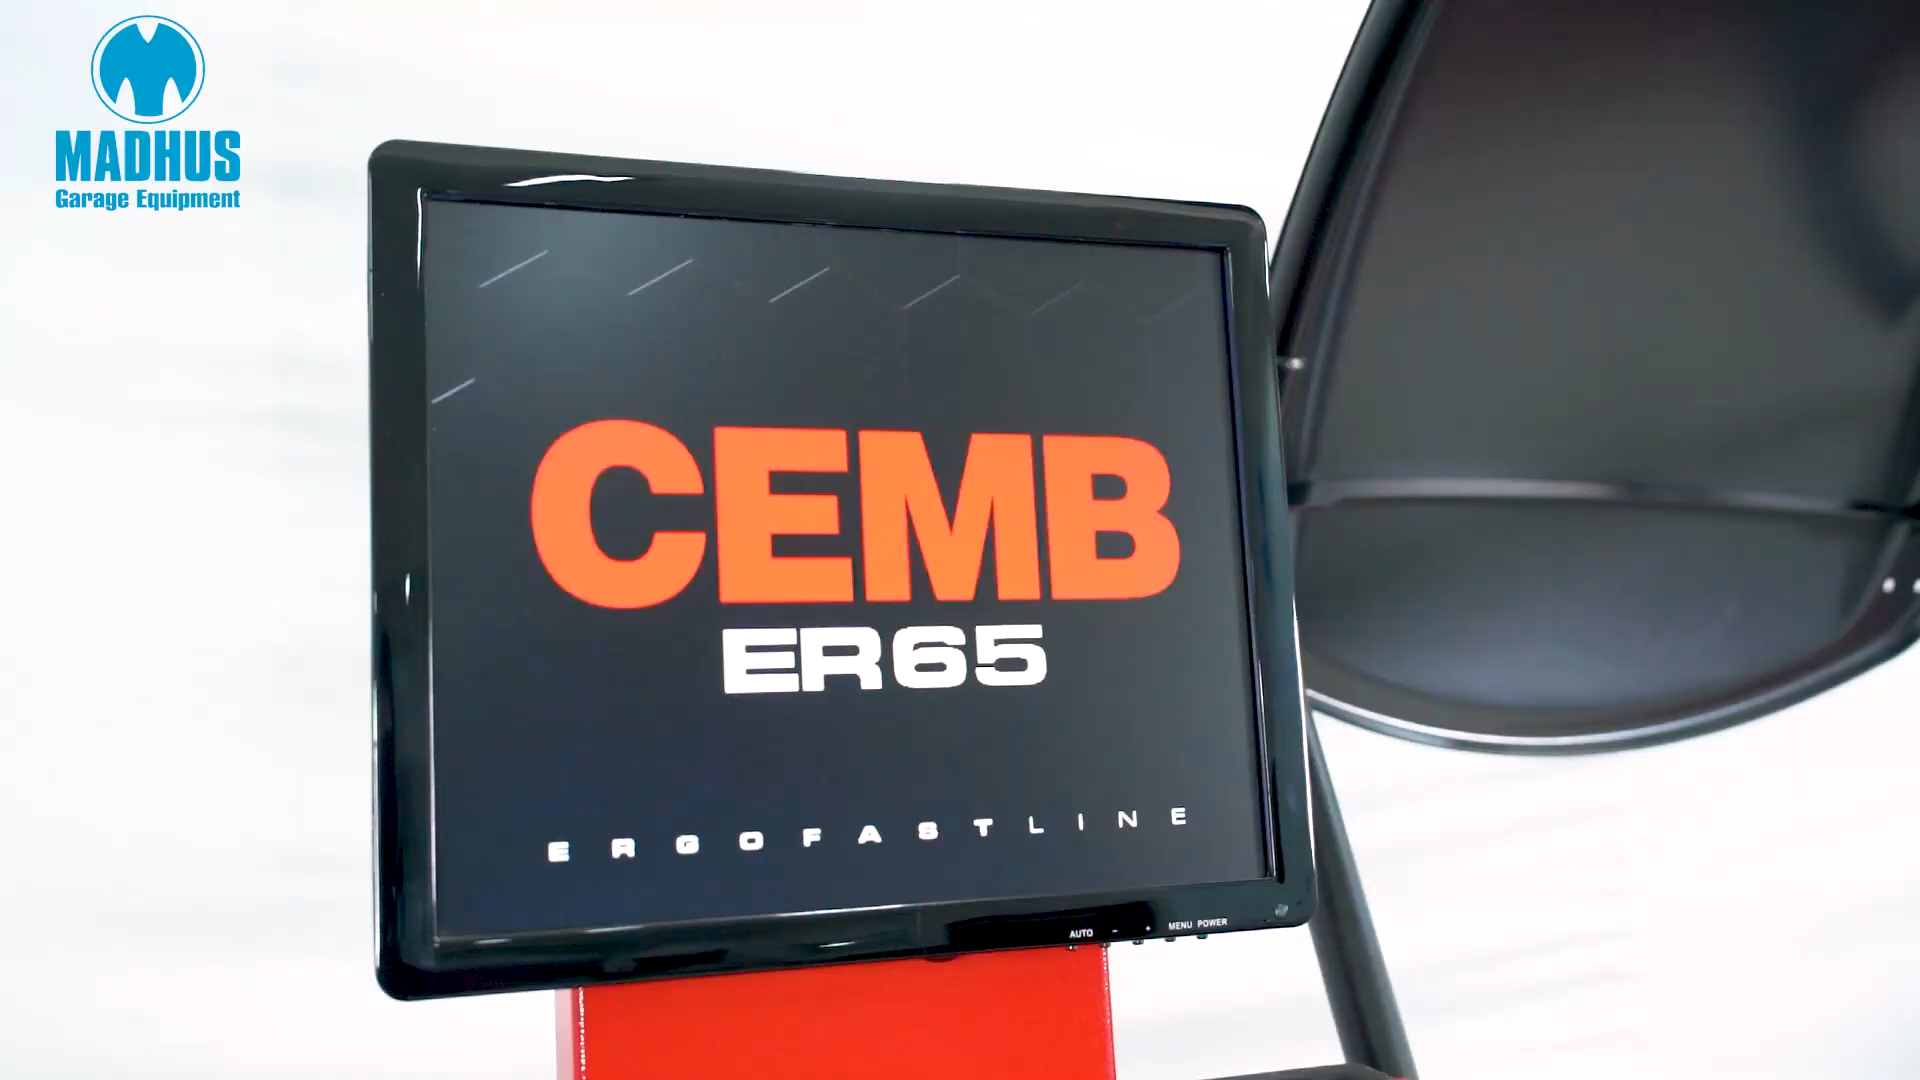 MADHUS
Garage Equipment
CEMB
ER65
ERGOFASTLINE
AUTO - + MENU POWER